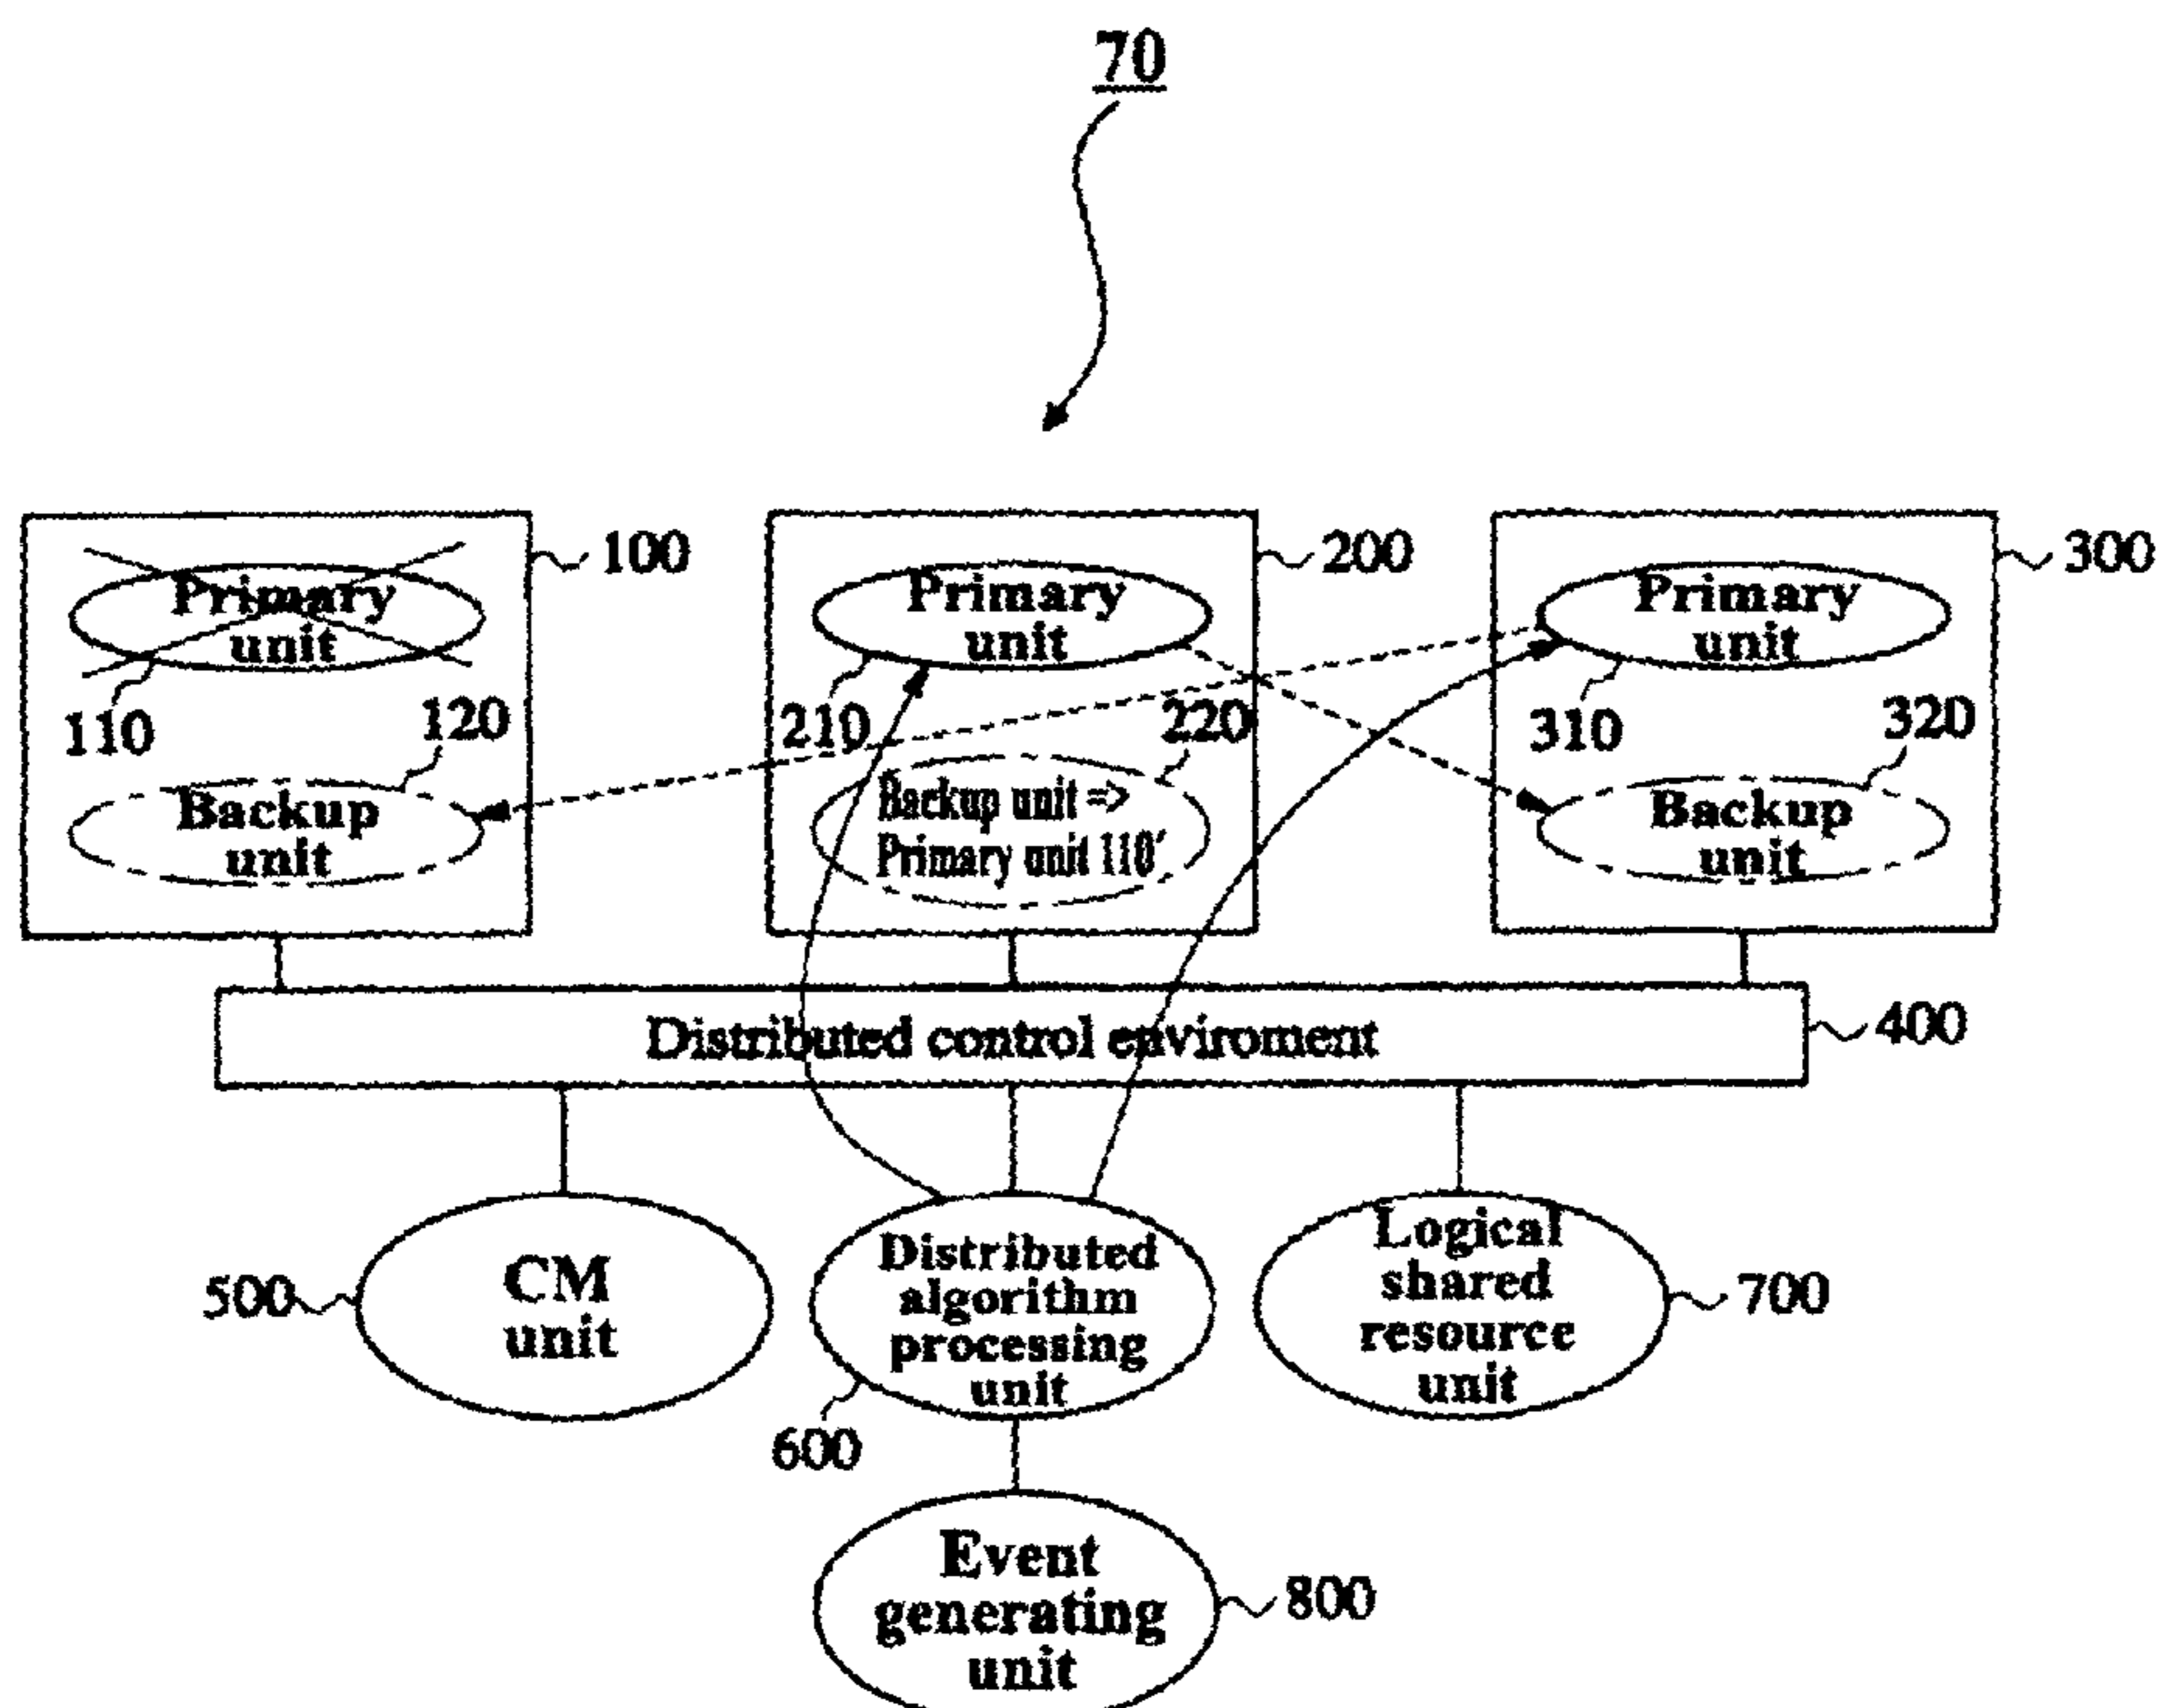 70
100
200
300
Primary
unit
Primary
unit
Primary
unit
110
120
210
220
310
320
Backup
unit
Backup unit =>
Primary unit 110′
Backup
unit
Distributed control enviroment
400
CM
unit
500
Distributed
algorithm
processing
unit
600
Logical
shared
resource
unit
700
Event
generating
unit
800